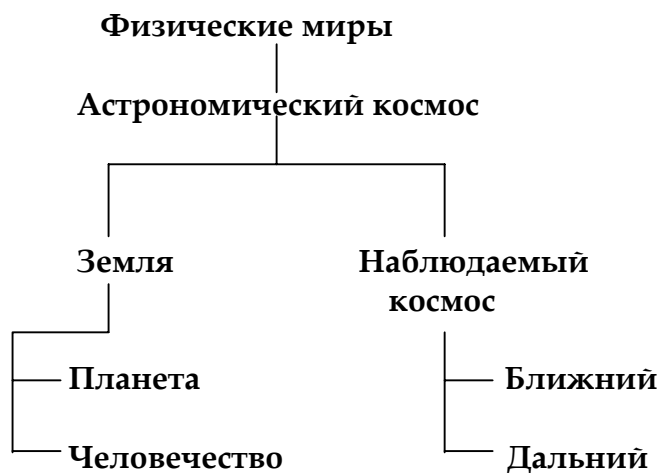 Физические миры
Астрономический космос
Земля
Наблюдаемый
космос
Планета
Ближний
Человечество
Дальний